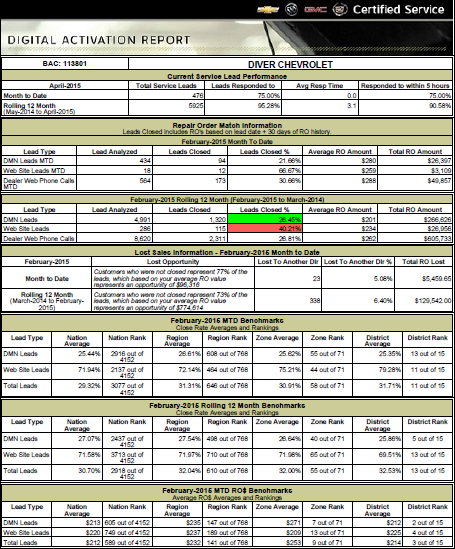 CHEVROLET GMC Certified Service
DIGITAL ACTIVATION REPORT
BAC: 113801 DIVER CHEVROLET
Current Service Lead Performance
April-2015 Total Service Leads Leads Responded to Avg Resp Time Responded to within 5 hours
Month to Date 476 75.00% 0.0 75.00%
Rolling 12 Month 5925 95.28% 3.1 90.58%
(May-2014 to April-2015)
Repair Order Match Information
Leads Closed includes RO's based on lead date + 30 days of RO history.
February-2015 Month To Date
Lead Type Lead Analyzed Leads Closed Leads Closed % Average RO Amount Total RO Amount
DMN Leads MTD 434 94 21.66% $280 $26,397
Web Site Leads MTD 18 12 66.67% $259 $3,109
Dealer Web Phone Calls 564 173 30.66% $288 $49,857
MTD
February-2015 Rolling 12 Month (February-2015 to March-2014)
Lead Type Lead Analyzed Leads Closed Leads Closed % Average RO Amount Total RO Amount
DMN Leads 4,991 1,320 26.45% $201 $266,626
Web Site Leads 286 115 40.21% $234 $26,956
Dealer Web Phone Calls 8,620 2,311 26.81% $262 $605,733
Lost Sales Information - February-2015 Month to Date
February-2015 Lost Opportunity Lost To Another Dlr Lost To Another Dlr % Total RO Lost
Month to Date Customers who were not closed represent 77% of the
leads, which based on your average RO value
represents an opportunity of $96,316 23 5.08% $5,459.65
Rolling 12 Month
(March-2014 to February-
2015) Customers who were not closed represent 73% of the
leads, which based on your average RO value
represents an opportunity of $774,614 338 6.40% $129,542.00
February-2015 MTD Benchmarks
Close Rate Averages and Rankings
Lead Type Nation Average Nation Rank Region Average Region Rank Zone Average Zone Rank District Average District Rank
DMN Leads 25.44% 2916 out of 4152 26.61% 608 out of 768 25.62% 55 out of 71 25.35% 13 out of 15
Web Site Leads 71.94% 2137 out of 4152 72.14% 464 out of 768 75.21% 44 out of 71 79.28% 11 out of 15
Total Leads 29.32% 3077 out of 4152 31.31% 646 out of 768 30.91% 58 out of 71 31.71% 11 out of 15
February-2015 Rolling 12 Month Benchmarks
Close Rate Averages and Rankings
Lead Type Nation Average Nation Rank Region Average Region Rank Zone Average Zone Rank District Average District Rank
DMN Leads 27.07% 2437 out of 4152 27.54% 498 out of 768 26.64% 40 out of 71 25.86% 5 out of 15
Web Site Leads 71.58% 3713 out of 4152 71.97% 710 out of 768 71.98% 65 out of 71 69.51% 13 out of 15
Total Leads 30.70% 2918 out of 4152 32.04% 610 out of 768 32.00% 55 out of 71 32.53% 13 out of 15
February-2015 MTD RO$ Benchmarks
Average RO$ Averages and Rankings
Lead Type Nation Average Nation Rank Region Average Region Rank Zone Average Zone Rank District Average District Rank
DMN Leads $213 605 out of 4152 $235 147 out of 768 $271 7 out of 71 $212 2 out of 15
Web Site Leads $220 749 out of 4152 $237 189 out of 768 $209 13 out of 71 $225 4 out of 15
Total Leads $212 589 out of 4152 $232 141 out of 768 $253 9 out of 71 $214 3 out of 15